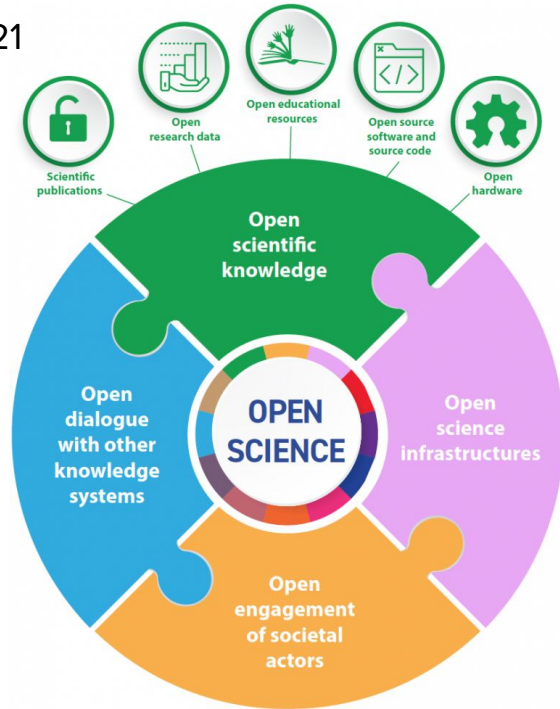 21
Scientific
publications
Open
research data
Open educational
resources
Open source
software and
source code
Open
hardware
Open
scientific
knowledge
Open
dialogue
with other
knowledge
systems
OPEN
SCIENCE
Open
science
infrastructures
Open
engagement
of societal
actors